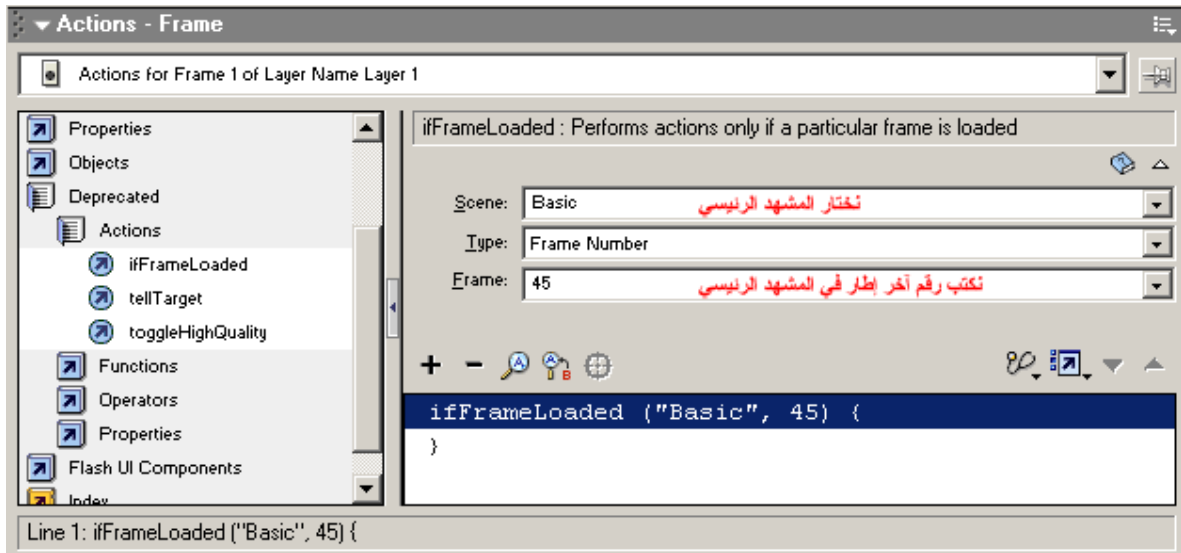 Actions - Frame
Actions for Frame 1 of Layer Name Layer 1
Properties
Objects
Deprecated
Actions
ifFrameLoaded
tellTarget
toggleHighQuality
Functions
Operators
Properties
Flash UI Components
Index
ifFrameLoaded : Performs actions only if a particular frame is loaded
Scene: Basic نختار المشهد الرئيسي
Type: Frame Number
Frame: 45 نكتب رقم آخر إطار في المشهد الرئيسي
ifFrameLoaded ("Basic", 45) {
}
Line 1: ifFrameLoaded ("Basic", 45) {